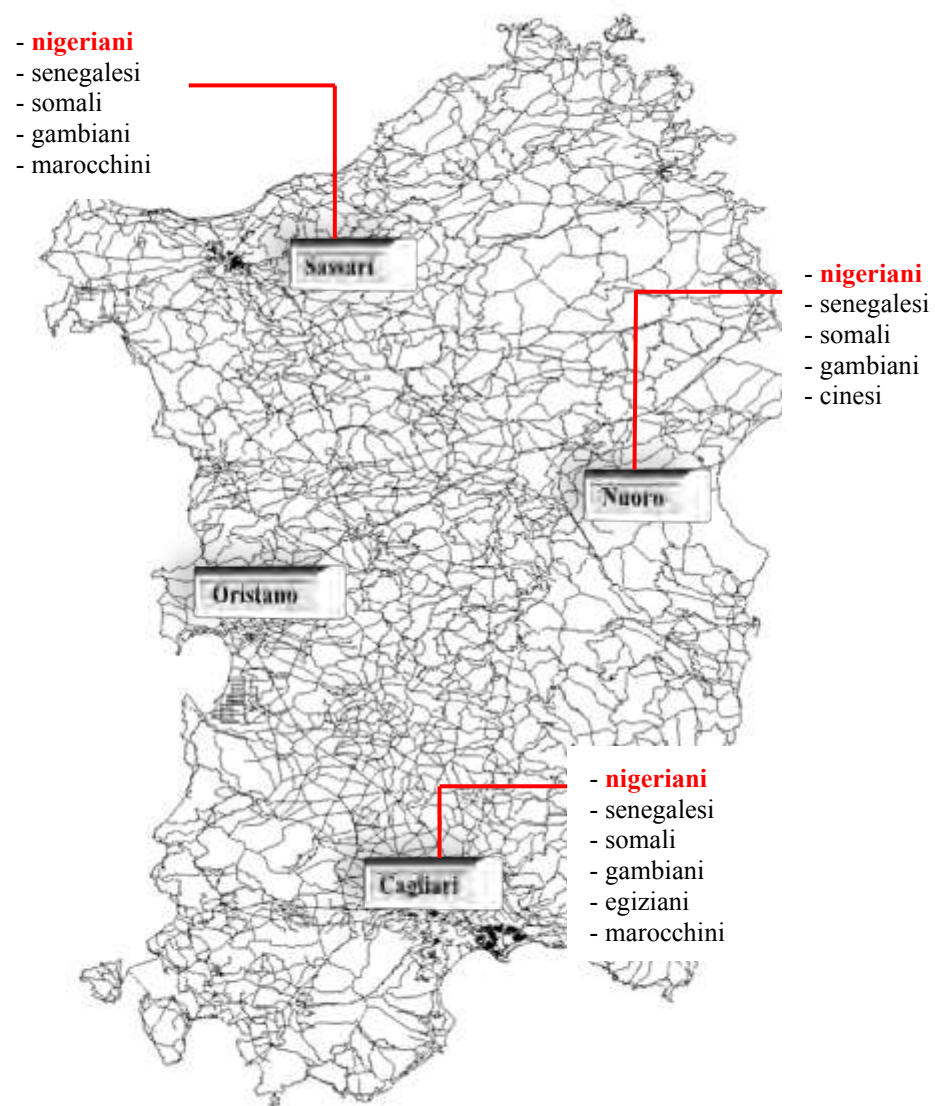 - nigeriani
- senegalesi
- somali
- gambiani
- marocchini
Sassari
- nigeriani
- senegalesi
- somali
- gambiani
- cinesi
Nuoro
Oristano
- nigeriani
- senegalesi
- somali
- gambiani
- egiziani
- marocchini
Cagliari